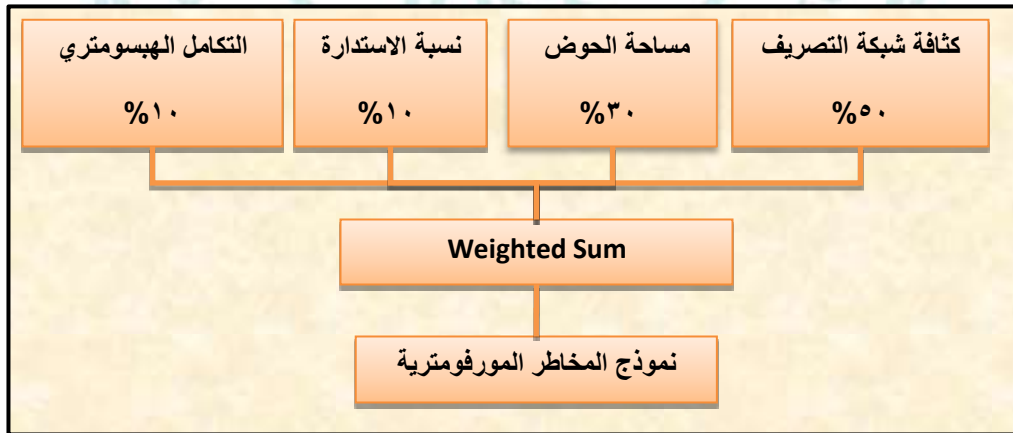 كثافة شبكة التصريف
%٥٠
مساحة الحوض
%٣٠
نسبة الاستدارة
%١٠
التكامل الهبسومتري
%١٠
Weighted Sum
نموذج المخاطر المورفومترية